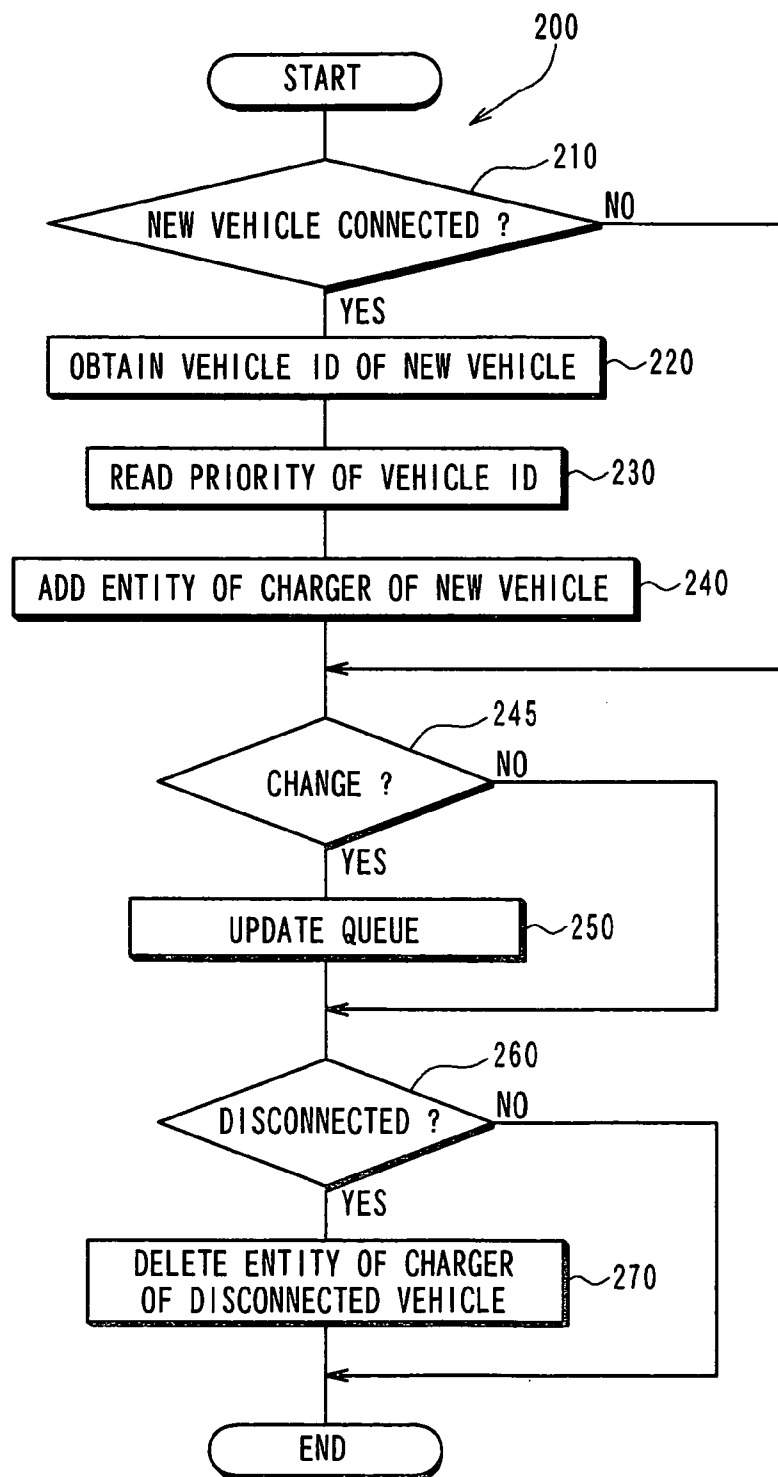 200
START
210
NEW VEHICLE CONNECTED ?
NO
YES
OBTAIN VEHICLE ID OF NEW VEHICLE
220
READ PRIORITY OF VEHICLE ID
230
ADD ENTITY OF CHARGER OF NEW VEHICLE
240
245
CHANGE ?
NO
YES
UPDATE QUEUE
250
260
DISCONNECTED ?
NO
YES
DELETE ENTITY OF CHARGER
OF DISCONNECTED VEHICLE
270
END